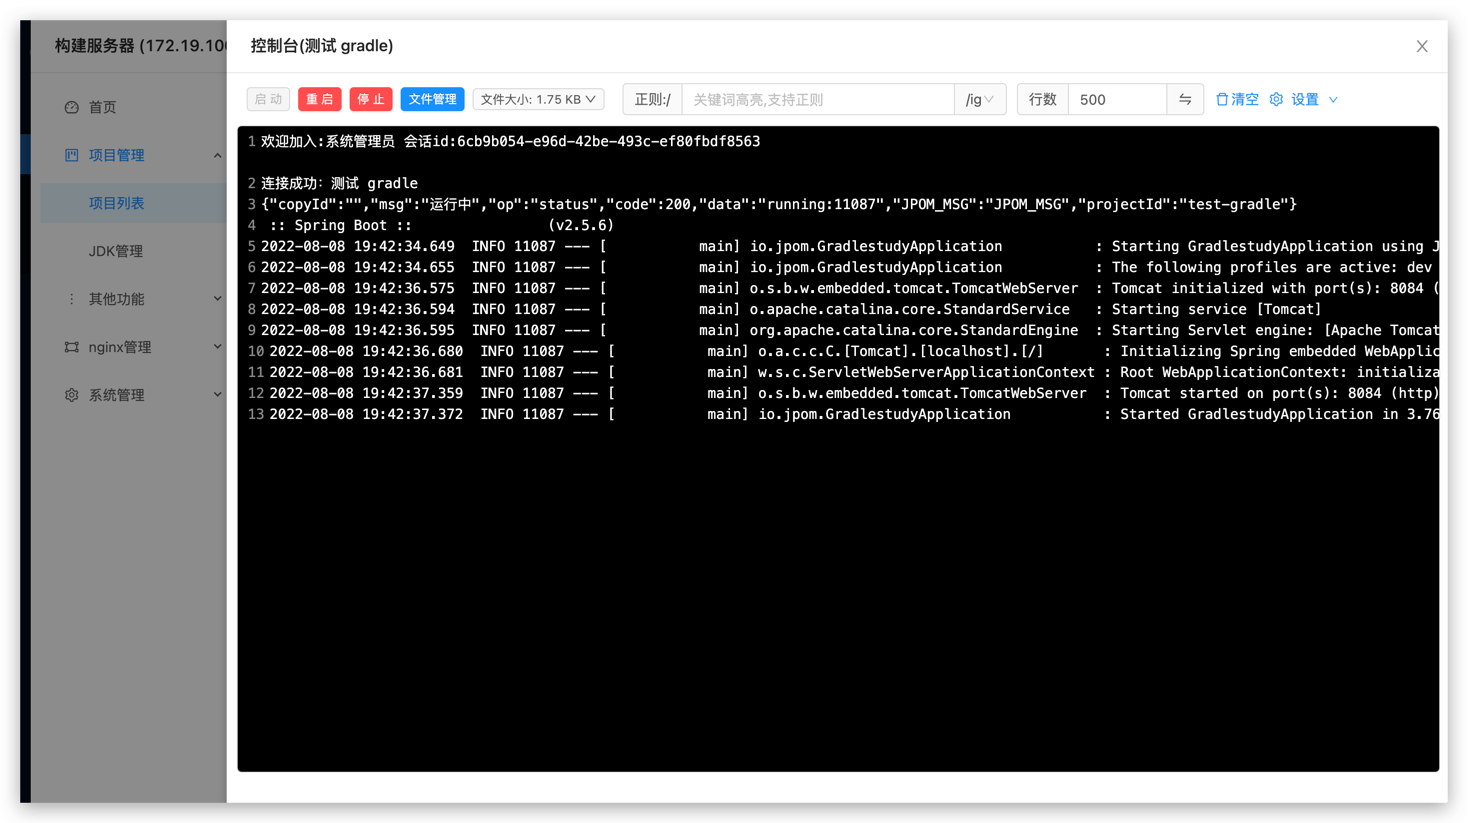 构建服务器 (172.19.10
首页
项目管理
项目列表
JDK管理
其他功能
nginx管理
系统管理
控制台(测试 gradle)
启 动 重 启 停 止 文件管理 文件大小: 1.75 KB 正则:/ 关键词高亮,支持正则 /ig 行数 500 清空 设置
1 欢迎加入:系统管理员 会话id:6cb9b054-e96d-42be-493c-ef80fbdf8563
2 连接成功: 测试 gradle
3 {"copyId":"","msg":"运行中","op":"status","code":200,"data":"running:11087","JPOM_MSG":"JPOM_MSG","projectId":"test-gradle"}
4 :: Spring Boot :: (v2.5.6)
5 2022-08-08 19:42:34.649 INFO 11087 --- [ main] io.jpom.GradlestudyApplication : Starting GradlestudyApplication using J
6 2022-08-08 19:42:34.655 INFO 11087 --- [ main] io.jpom.GradlestudyApplication : The following profiles are active: dev
7 2022-08-08 19:42:36.575 INFO 11087 --- [ main] o.s.b.w.embedded.tomcat.TomcatWebServer : Tomcat initialized with port(s): 8084 (
8 2022-08-08 19:42:36.594 INFO 11087 --- [ main] o.apache.catalina.core.StandardService : Starting service [Tomcat]
9 2022-08-08 19:42:36.595 INFO 11087 --- [ main] org.apache.catalina.core.StandardEngine : Starting Servlet engine: [Apache Tomcat
10 2022-08-08 19:42:36.680 INFO 11087 --- [ main] o.a.c.c.C.[Tomcat].[localhost].[/] : Initializing Spring embedded WebApplic
11 2022-08-08 19:42:36.681 INFO 11087 --- [ main] w.s.c.ServletWebServerApplicationContext : Root WebApplicationContext: initializa
12 2022-08-08 19:42:37.359 INFO 11087 --- [ main] o.s.b.w.embedded.tomcat.TomcatWebServer : Tomcat started on port(s): 8084 (http)
13 2022-08-08 19:42:37.372 INFO 11087 --- [ main] io.jpom.GradlestudyApplication : Started GradlestudyApplication in 3.76